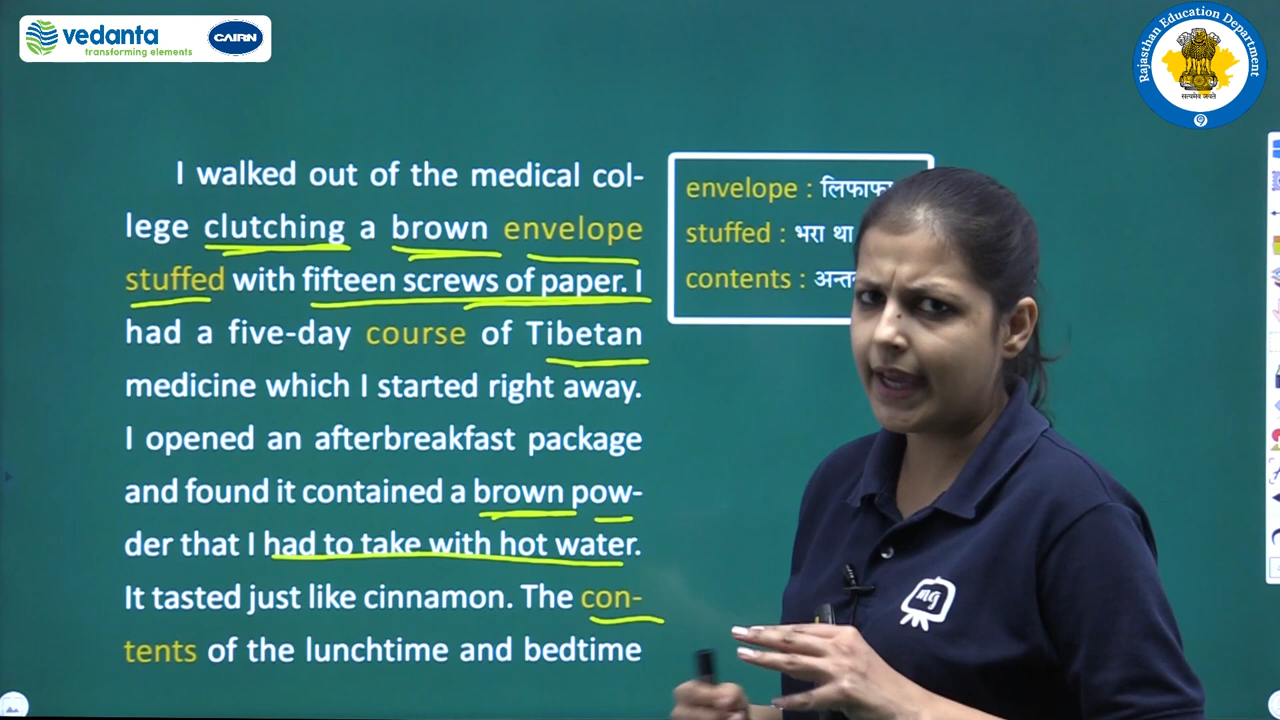 vedanta
transforming elements
CAIRN
Rajasthan Education Department
सत्यमेव जयते
I walked out of the medical col-
lege clutching a brown envelope
stuffed with fifteen screws of paper. I
had a five-day course of Tibetan
medicine which I started right away.
I opened an afterbreakfast package
and found it contained a brown pow-
der that I had to take with hot water.
It tasted just like cinnamon. The con-
tents of the lunchtime and bedtime
envelope : लिफाफा
stuffed : भरा था
contents :
mg